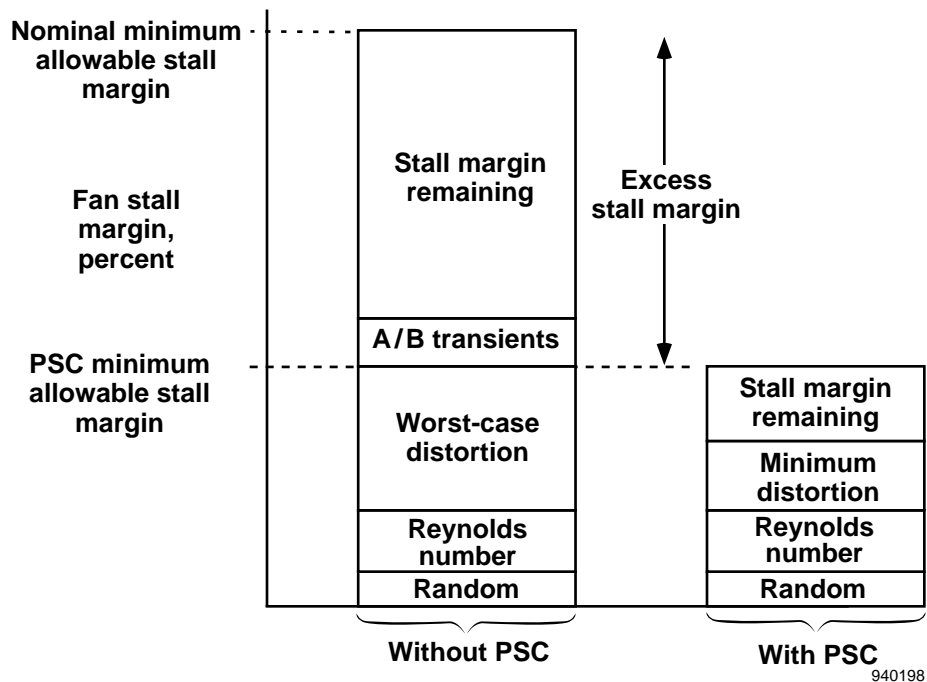 Nominal minimum
allowable stall
margin
Fan stall
margin,
percent
PSC minimum
allowable stall
margin
Stall margin
remaining
A/B transients
Worst-case
distortion
Reynolds
number
Random
Without PSC
Excess
stall margin
Stall margin
remaining
Minimum
distortion
Reynolds
number
Random
With PSC
940198